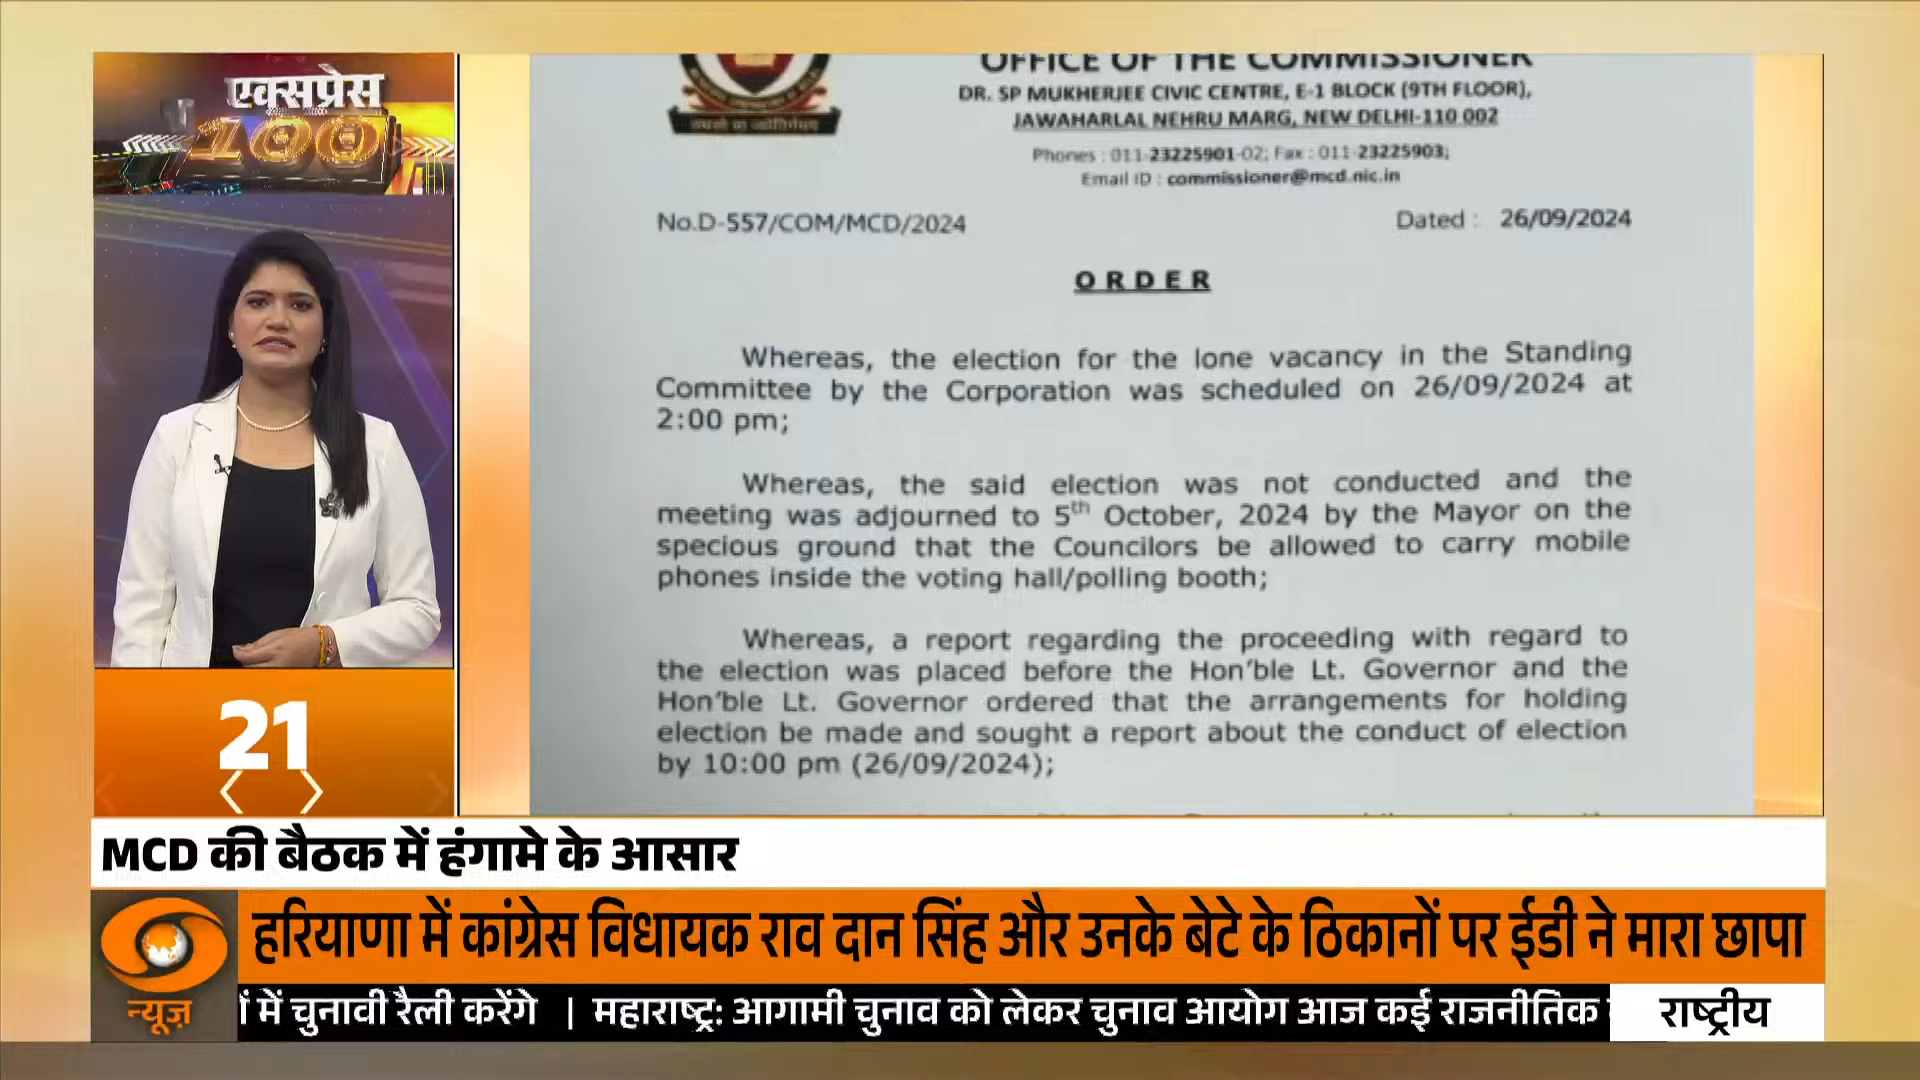 एक्सप्रेस
100
OFFICE OF THE COMMISSIONER
DR. SP MUKHERJEE CIVIC CENTRE, E-1 BLOCK (9TH FLOOR),
JAWAHARLAL NEHRU MARG, NEW DELHI-110 002
Phones : 011-23225901-02; Fax : 011-23225903;
Email ID : commissioner@mcd.nic.in
No.D-557/COM/MCD/2024
Dated : 26/09/2024
ORDER
Whereas, the election for the lone vacancy in the Standing
Committee by the Corporation was scheduled on 26/09/2024 at
2:00 pm;
Whereas, the said election was not conducted and the
meeting was adjourned to 5th October, 2024 by the Mayor on the
specious ground that the Councilors be allowed to carry mobile
phones inside the voting hall/polling booth;
Whereas, a report regarding the proceeding with regard to
the election was placed before the Hon'ble Lt. Governor and the
Hon'ble Lt. Governor ordered that the arrangements for holding
election be made and sought a report about the conduct of election
by 10:00 pm (26/09/2024);
21
MCD की बैठक में हंगामे के आसार
हरियाणा में कांग्रेस विधायक राव दान सिंह और उनके बेटे के ठिकानों पर ईडी ने मारा छापा
न्यूज़
में चुनावी रैली करेंगे | महाराष्ट्र: आगामी चुनाव को लेकर चुनाव आयोग आज कई राजनीतिक
राष्ट्रीय